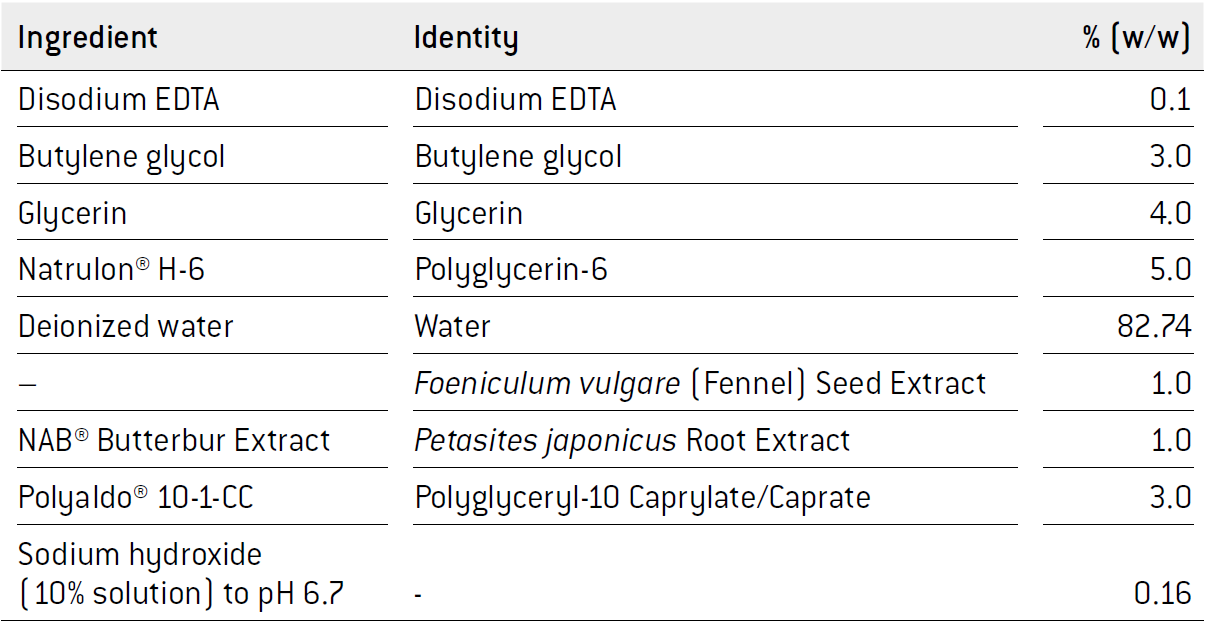 Ingredient Identity % (w/w)
Disodium EDTA Disodium EDTA 0.1
Butylene glycol Butylene glycol 3.0
Glycerin Glycerin 4.0
Natrulon® H-6 Polyglycerin-6 5.0
Deionized water Water 82.74
– Foeniculum vulgare (Fennel) Seed Extract 1.0
NAB® Butterbur Extract Petasites japonicus Root Extract 1.0
Polyaldo® 10-1-CC Polyglyceryl-10 Caprylate/Caprate 3.0
Sodium hydroxide
(10% solution) to pH 6.7 - 0.16